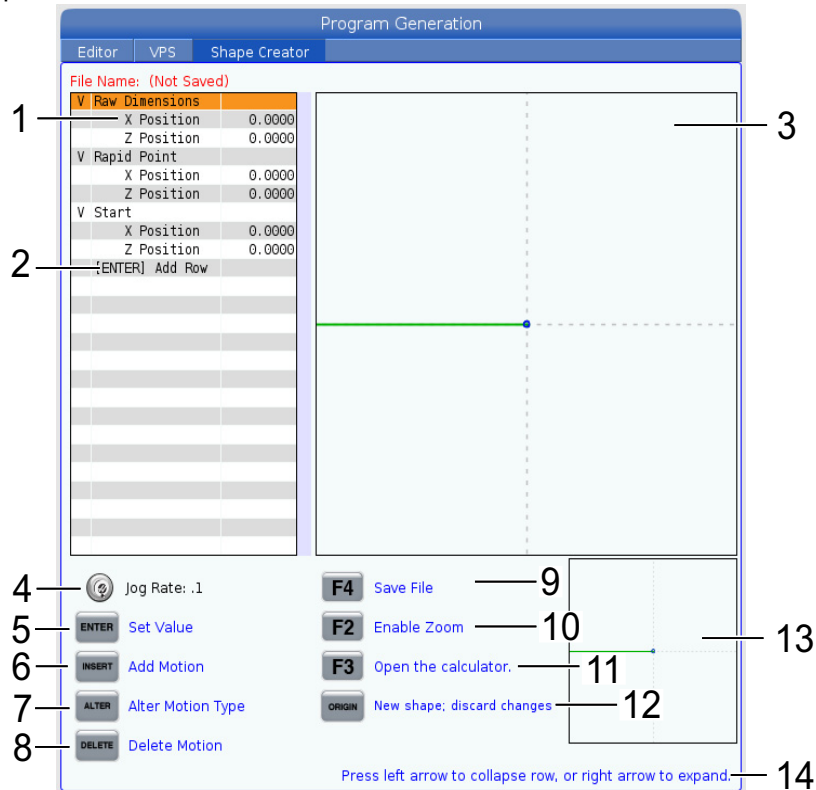 Program Generation
Editor VPS Shape Creator
File Name: (Not Saved)
V Raw Dimensions
1 X Position 0.0000 3
Z Position 0.0000
V Rapid Point
X Position 0.0000
Z Position 0.0000
V Start
X Position 0.0000
Z Position 0.0000
2 [ENTER] Add Row
4 Jog Rate: .1 F4 Save File 9
5 ENTER Set Value F2 Enable Zoom 10 13
6 INSERT Add Motion F3 Open the calculator. 11
7 ALTER Alter Motion Type ORIGIN New shape; discard changes 12
8 DELETE Delete Motion
Press left arrow to collapse row, or right arrow to expand. 14